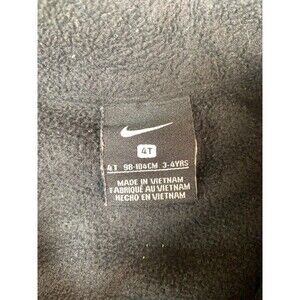 4T
4T 98-104CM 3-4YRS
MADE IN VIETNAM
FABRIQUÉ AU VIETNAM
HECHO EN VIETNAM